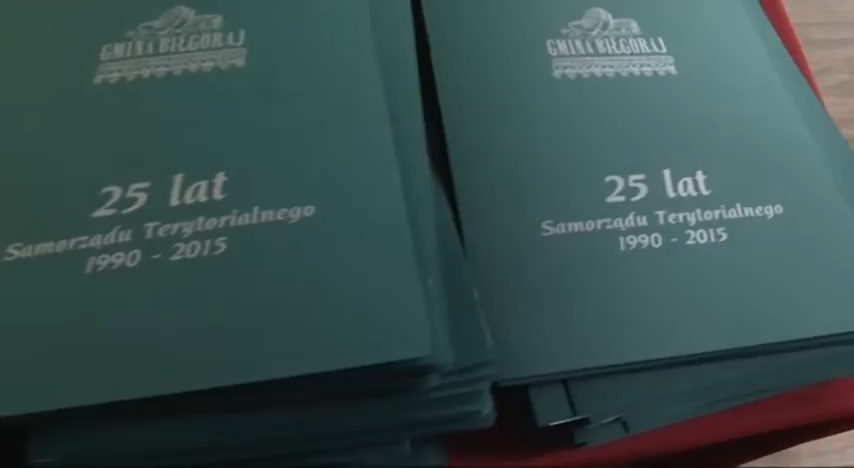 GMINA BIŁGORAJ
25 lat
Samorządu Terytorialnego
1990 - 2015
GMINA BIŁGORAJ
25 lat
Samorządu Terytorialnego
1990 - 2015